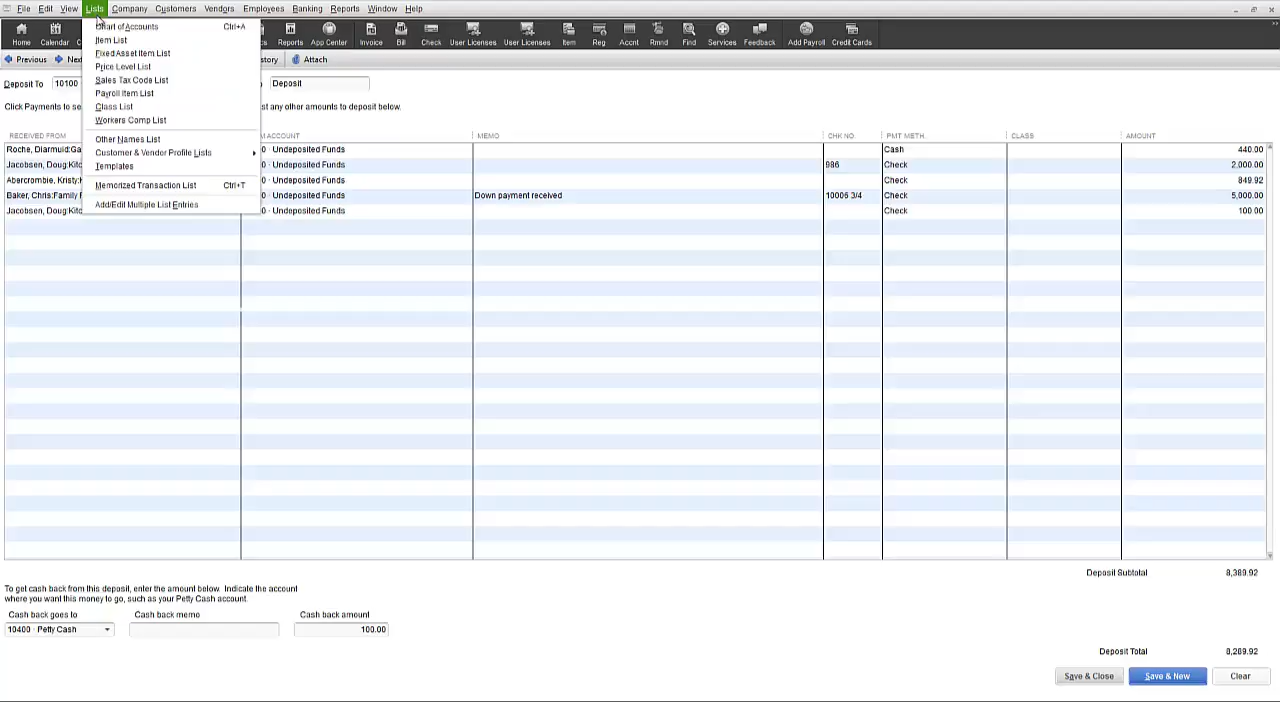 File Edit View Lists Company Customers Vendors Employees Banking Reports Window Help
Home Calendar Reports App Center Invoice Bill Check User Licenses User Licenses Item Reg Accnt Rmnd Find Services Feedback Add Payroll Credit Cards
Previous Next Attach
Chart of Accounts Ctrl+A
Item List
Fixed Asset Item List
Price Level List
Sales Tax Code List
Payroll Item List
Class List
Workers Comp List
Other Names List
Customer & Vendor Profile Lists
Templates
Memorized Transaction List Ctrl+T
Add/Edit Multiple List Entries
Deposit To 10100 Deposit
Click Payments to se st any other amounts to deposit below.
RECEIVED FROM M ACCOUNT MEMO CHK NO. PMT METH. CLASS AMOUNT
Roche, Diarmuid:Ga 0 · Undeposited Funds Cash 440.00
Jacobsen, Doug:Kitc 0 · Undeposited Funds 986 Check 2,000.00
Abercrombie, Kristy: 0 · Undeposited Funds Check 849.92
Baker, Chris:Family 0 · Undeposited Funds Down payment received 10006 3/4 Check 5,000.00
Jacobsen, Doug:Kitc 0 · Undeposited Funds Check 100.00
Deposit Subtotal 8,389.92
To get cash back from this deposit, enter the amount below. Indicate the account
where you want this money to go, such as your Petty Cash account.
Cash back goes to Cash back memo Cash back amount
10400 · Petty Cash 100.00
Deposit Total 8,289.92
Save & Close Save & New Clear